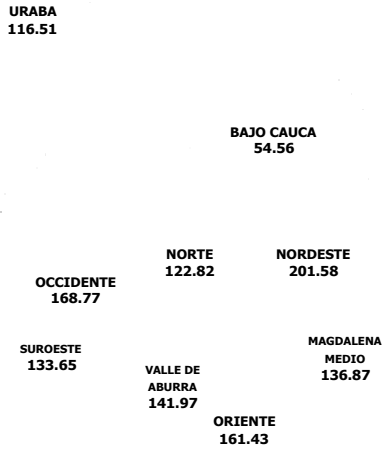 URABA
116.51
BAJO CAUCA
54.56
NORTE
122.82
NORDESTE
201.58
OCCIDENTE
168.77
SUROESTE
133.65
VALLE DE
ABURRA
141.97
MAGDALENA
MEDIO
136.87
ORIENTE
161.43